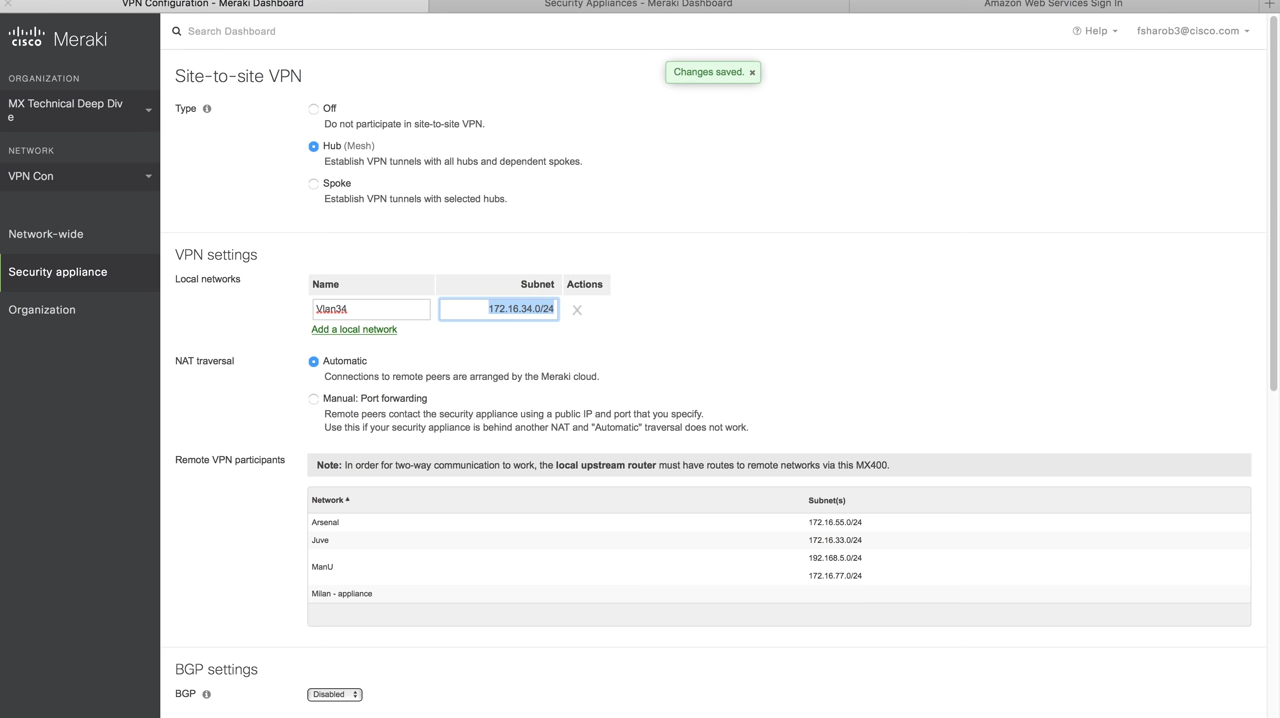 VPN Configuration - Meraki Dashboard
Security Appliances - Meraki Dashboard
Amazon Web Services Sign In
CISCO Meraki
Search Dashboard
Help
fsharob3@cisco.com
ORGANIZATION
MX Technical Deep Div
e
NETWORK
VPN Con
Network-wide
Security appliance
Organization
Site-to-site VPN
Changes saved. ×
Type
Off
Do not participate in site-to-site VPN.
Hub (Mesh)
Establish VPN tunnels with all hubs and dependent spokes.
Spoke
Establish VPN tunnels with selected hubs.
VPN settings
Local networks
Name Subnet Actions
Vlan34 172.16.34.0/24 X
Add a local network
NAT traversal
Automatic
Connections to remote peers are arranged by the Meraki cloud.
Manual: Port forwarding
Remote peers contact the security appliance using a public IP and port that you specify.
Use this if your security appliance is behind another NAT and "Automatic" traversal does not work.
Remote VPN participants
Note: In order for two-way communication to work, the local upstream router must have routes to remote networks via this MX400.
Network Subnet(s)
Arsenal 172.16.55.0/24
Juve 172.16.33.0/24
ManU 192.168.5.0/24
172.16.77.0/24
Milan - appliance
BGP settings
BGP
Disabled